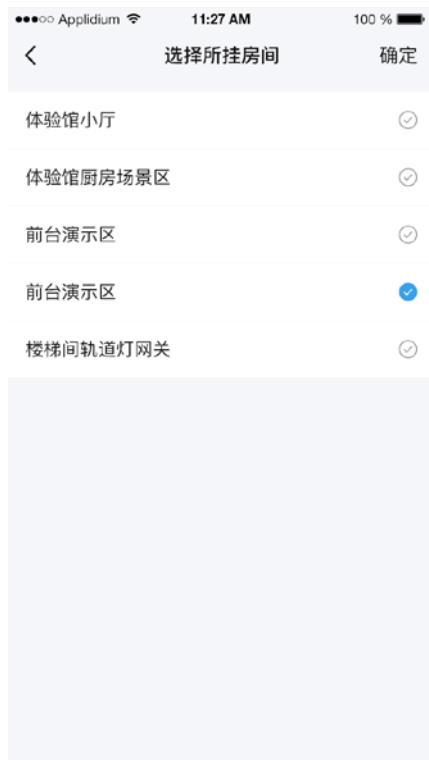 Applidium 11:27 AM 100 %
选择所挂房间 确定
体验馆小厅
体验馆厨房场景区
前台演示区
前台演示区
楼梯间轨道灯网关